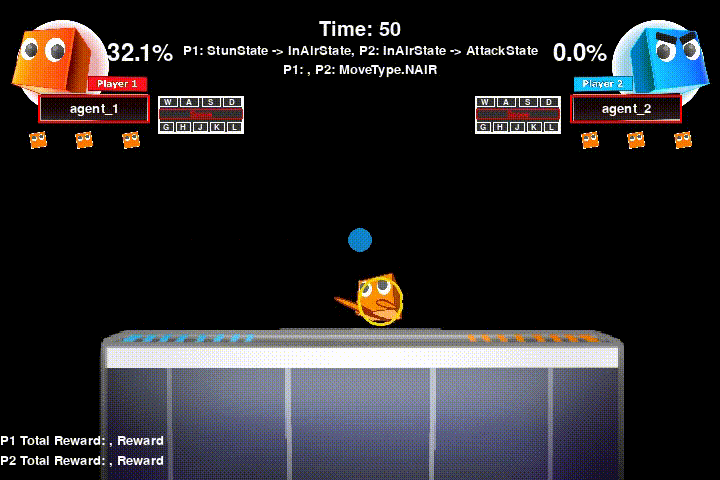 Time: 50
32.1%
P1: StunState -> InAirState, P2: InAirState -> AttackState
0.0%
P1: , P2: MoveType.NAIR
Player 1
Player 2
agent_1
agent_2
W A S D
W A S D
G H J K L
G H J K L
P1 Total Reward: , Reward
P2 Total Reward: , Reward